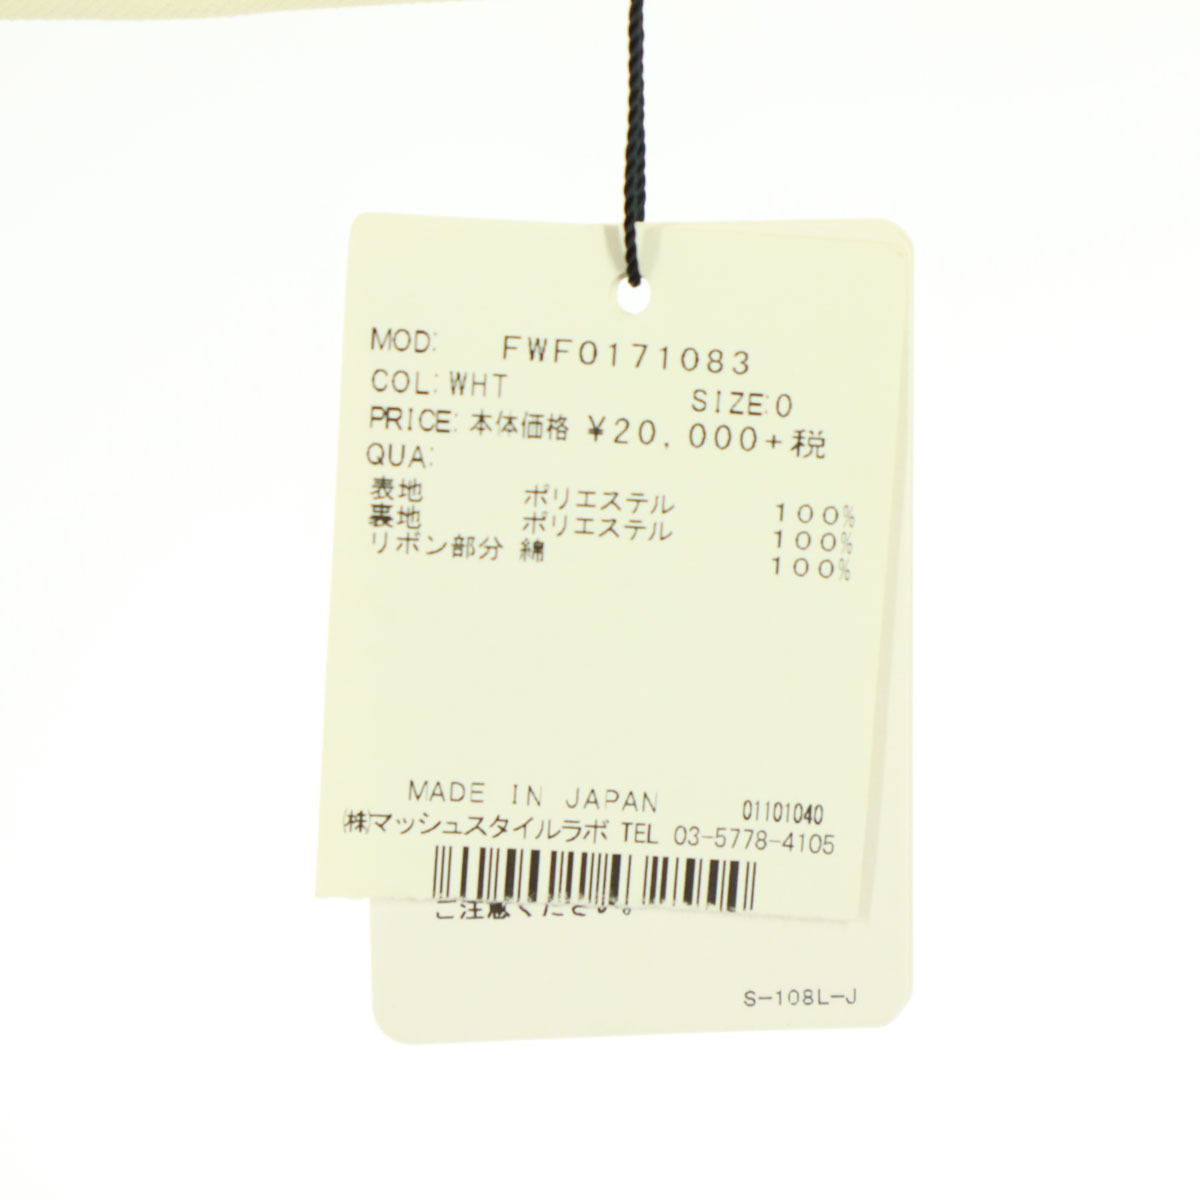 MOD: FWF0171083
COL: WHT SIZE:0
PRICE: 本体価格 ¥20,000+税
QUA:
表地 ポリエステル 100%
裏地 ポリエステル 100%
リボン部分 綿 100%
MADE IN JAPAN 01101040
㈱マッシュスタイルラボ TEL 03-5778-4105
ご注意ください。
S-108L-J